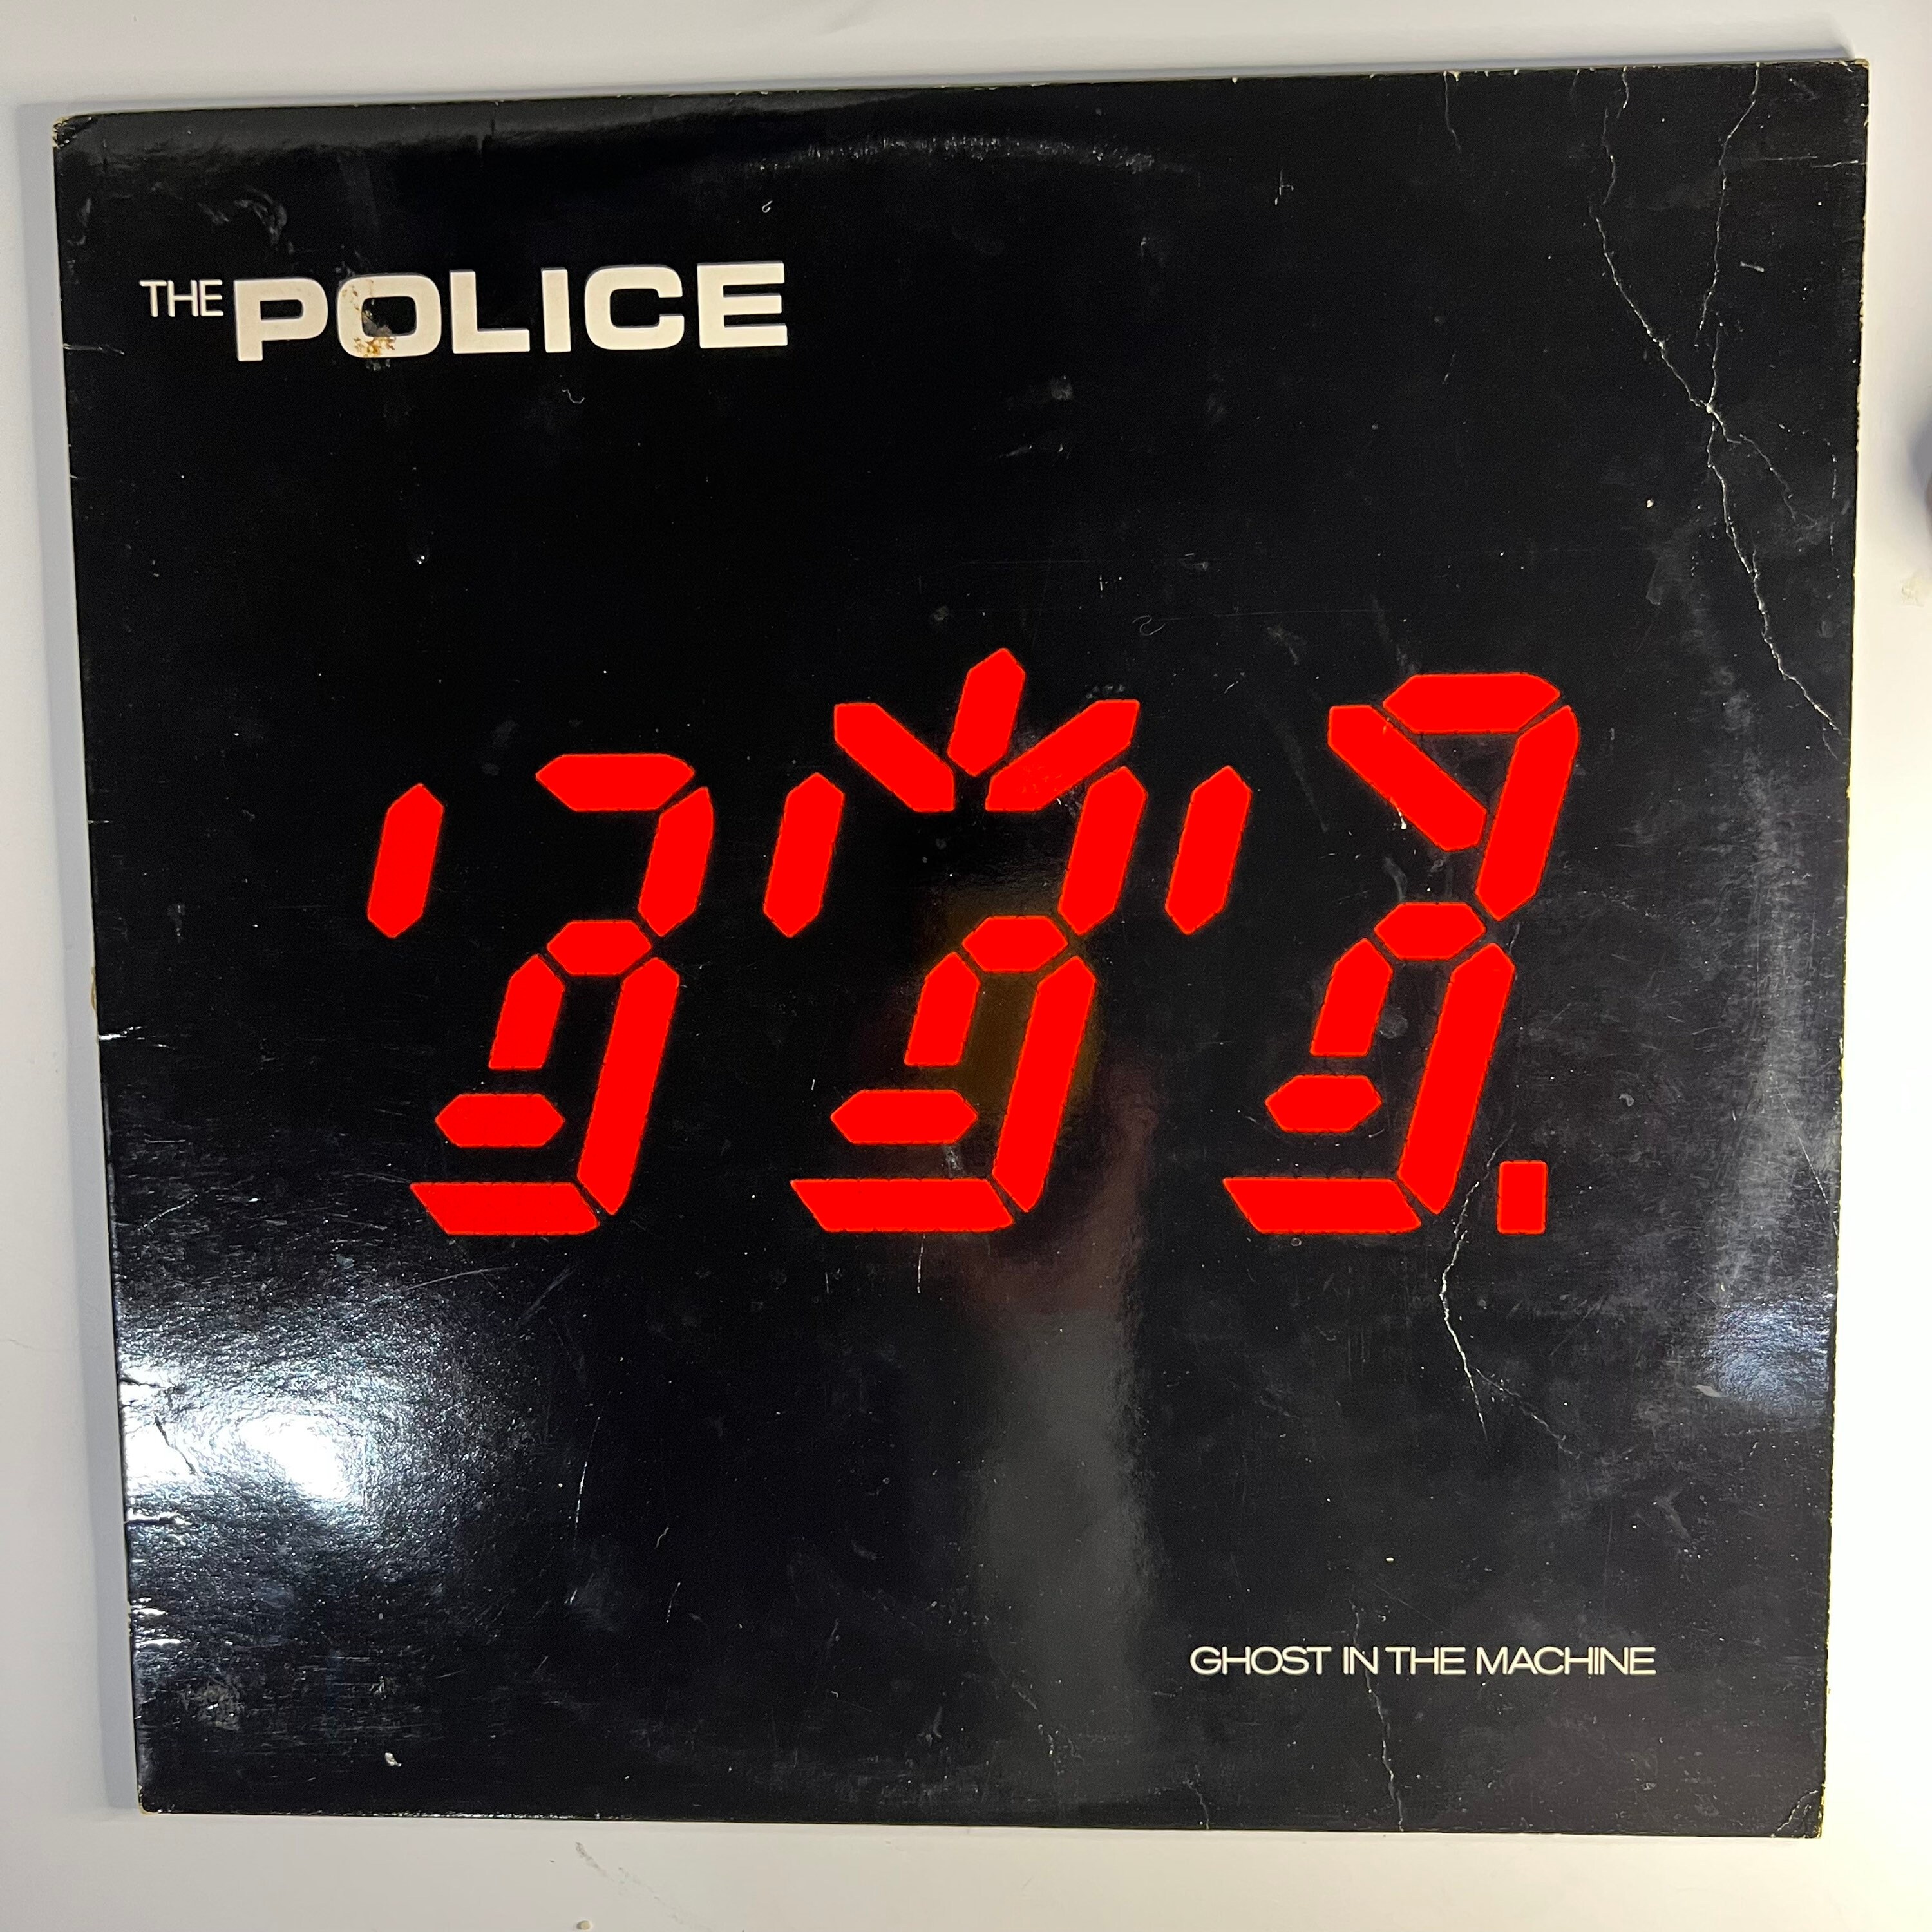 THE POLICE
GHOST IN THE MACHINE